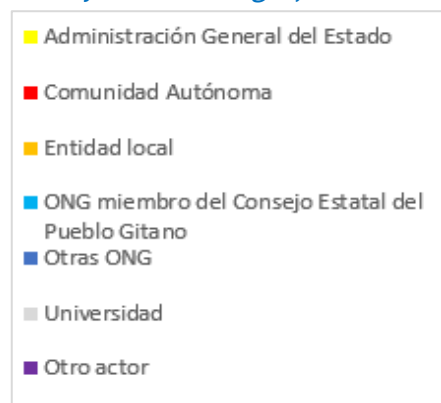 Administración General del Estado
Comunidad Autónoma
Entidad local
ONG miembro del Consejo Estatal del
Pueblo Gitano
Otras ONG
Universidad
Otro actor